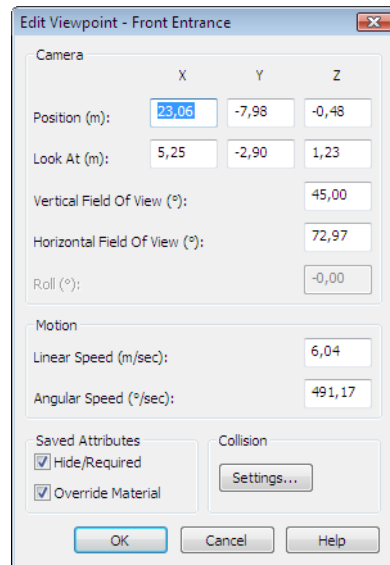 Edit Viewpoint - Front Entrance
Camera
X Y Z
Position (m): 23,06 -7,98 -0,48
Look At (m): 5,25 -2,90 1,23
Vertical Field Of View (°): 45,00
Horizontal Field Of View (°): 72,97
Roll (°): -0,00
Motion
Linear Speed (m/sec): 6,04
Angular Speed (°/sec): 491,17
Saved Attributes Collision
Hide/Required
Settings...
Override Material
OK Cancel Help